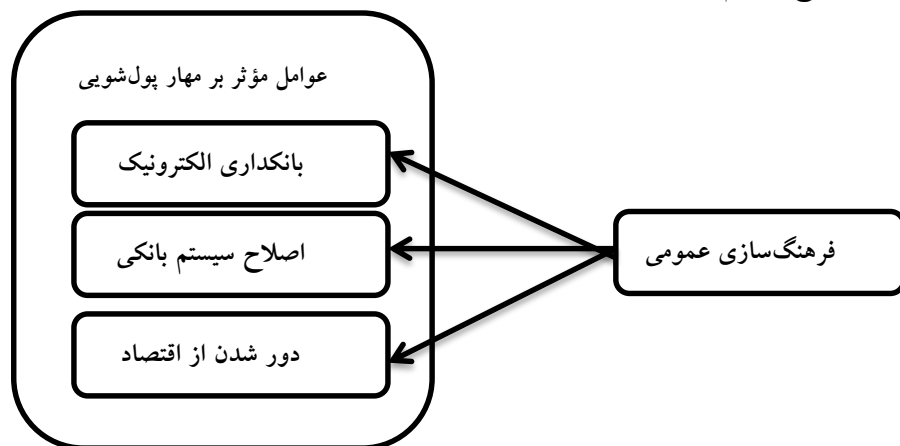 عوامل مؤثر بر مهار پول‌شویی
بانکداری الکترونیک
اصلاح سیستم بانکی
فرهنگ‌سازی عمومی
دور شدن از اقتصاد